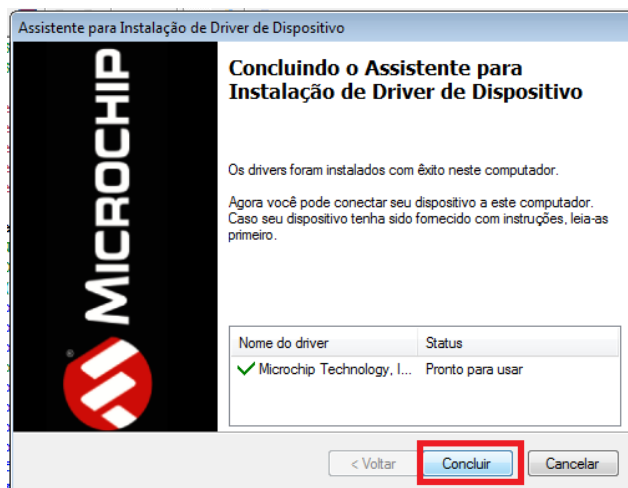 Assistente para Instalação de Driver de Dispositivo
MICROCHIP
Concluindo o Assistente para
Instalação de Driver de Dispositivo
Os drivers foram instalados com êxito neste computador.
Agora você pode conectar seu dispositivo a este computador.
Caso seu dispositivo tenha sido fornecido com instruções, leia-as
primeiro.
Nome do driver Status
Microchip Technology, I... Pronto para usar
< Voltar Concluir Cancelar